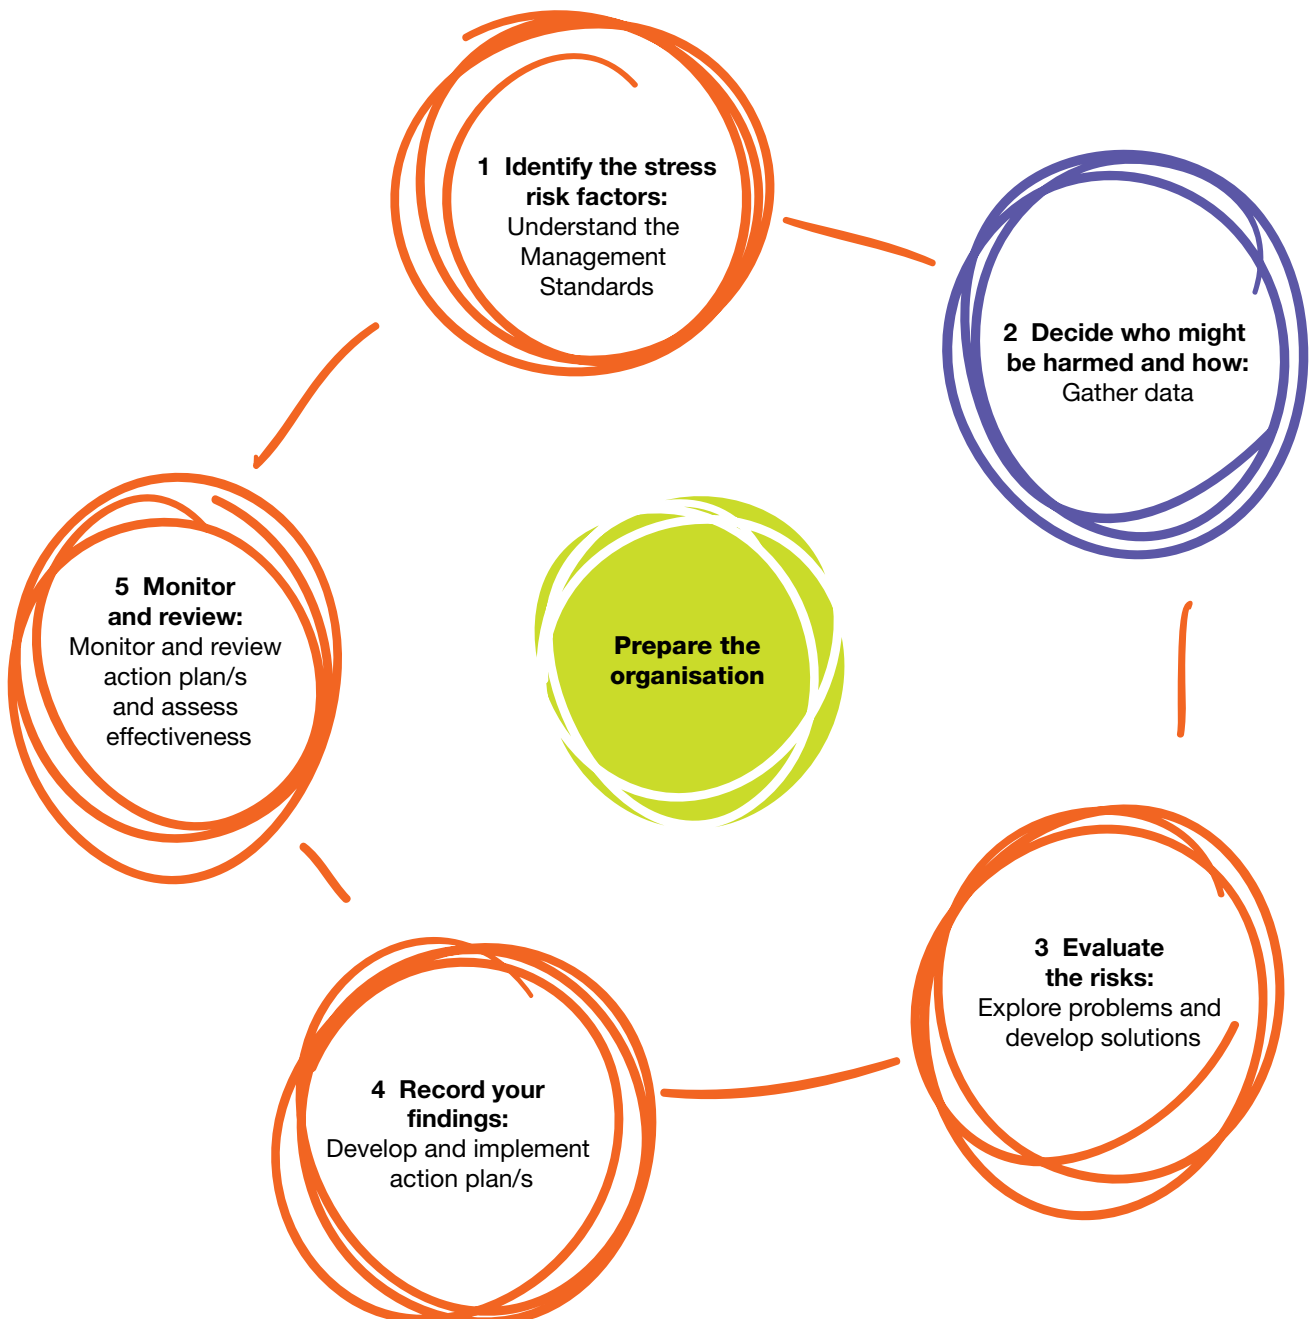 1 Identify the stress
risk factors:
Understand the
Management
Standards
2 Decide who might
be harmed and how:
Gather data
3 Evaluate
the risks:
Explore problems and
develop solutions
4 Record your
findings:
Develop and implement
action plan/s
5 Monitor
and review:
Monitor and review
action plan/s
and assess
effectiveness
Prepare the
organisation